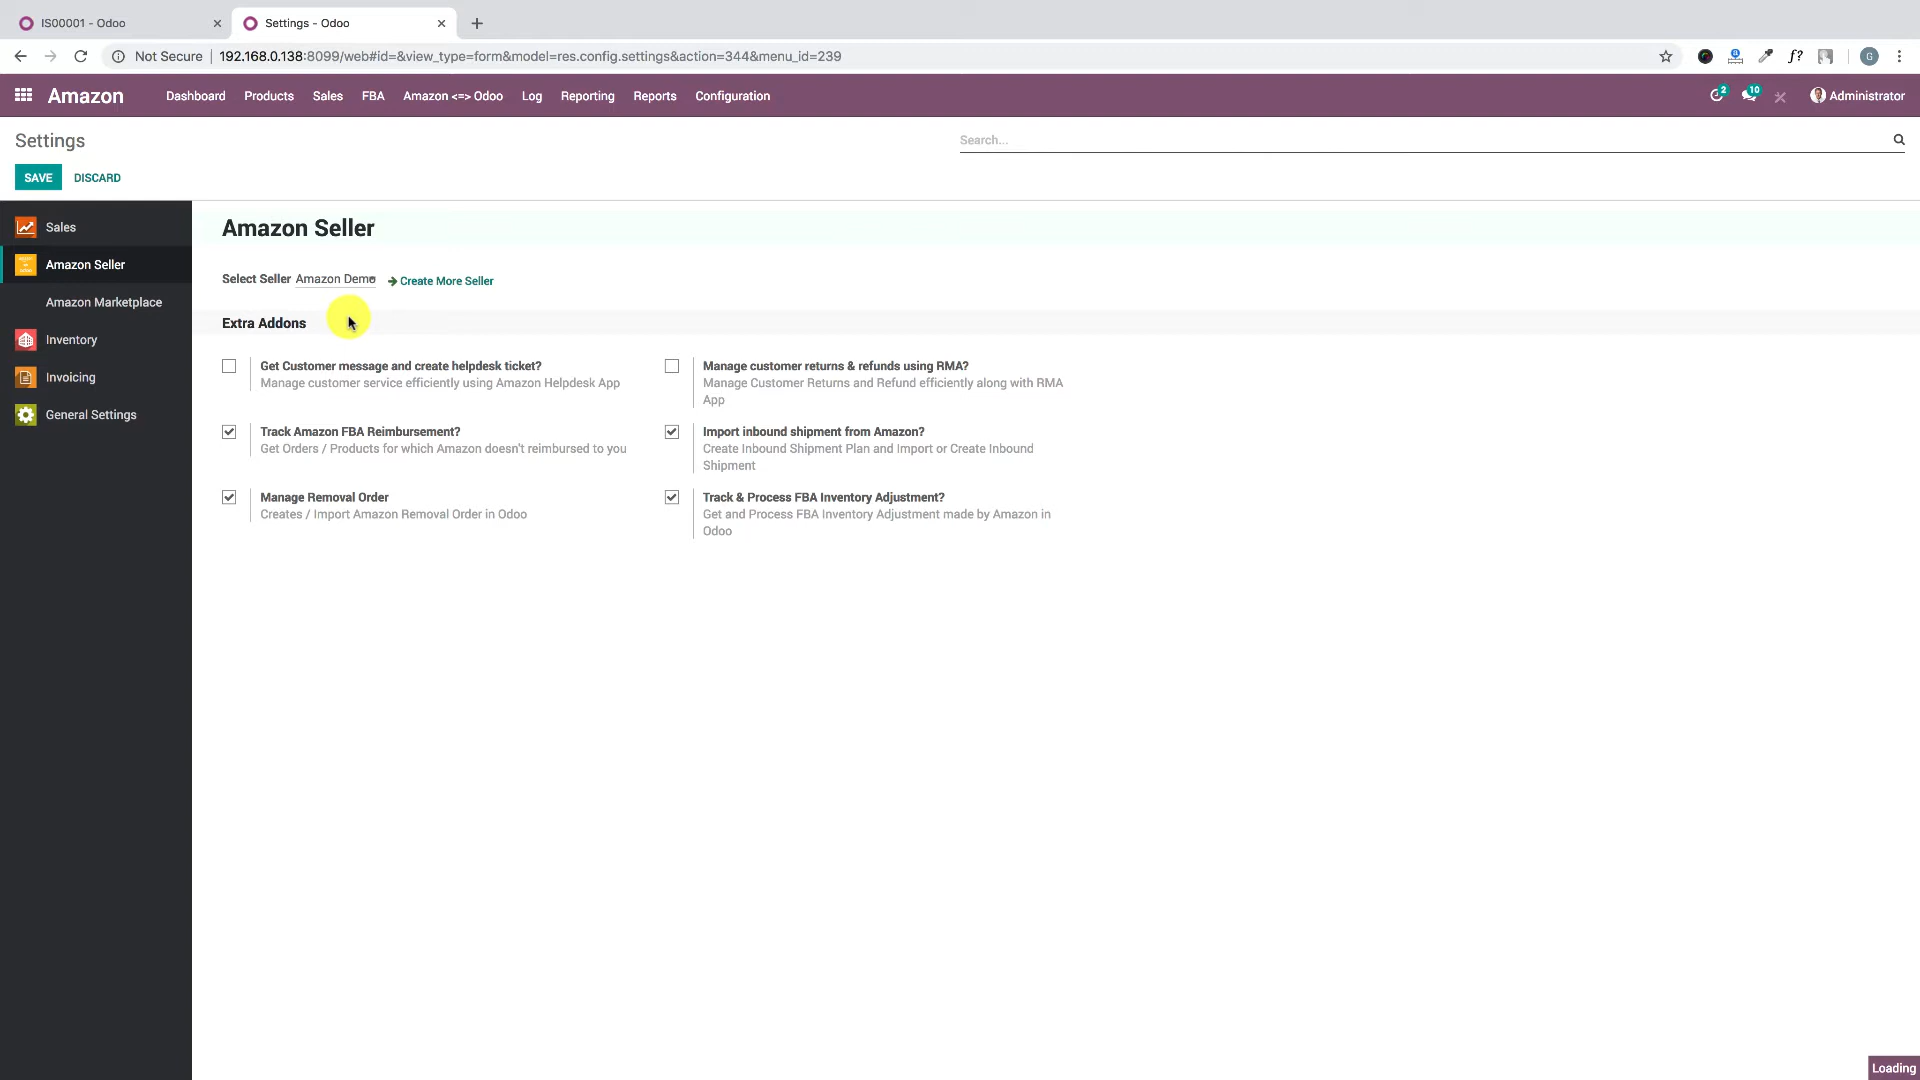 IS00001 - Odoo
Settings - Odoo
Not Secure | 192.168.0.138:8099/web#id=&view_type=form&model=res.config.settings&action=344&menu_id=239
f?
G
Amazon
Dashboard
Products
Sales
FBA
Amazon <=> Odoo
Log
Reporting
Reports
Configuration
2
10
Administrator
Settings
Search...
SAVE
DISCARD
Sales
Amazon Seller
Amazon Marketplace
Inventory
Invoicing
General Settings
Amazon Seller
Select Seller Amazon Demo
Create More Seller
Extra Addons
Get Customer message and create helpdesk ticket?
Manage customer service efficiently using Amazon Helpdesk App
Manage customer returns & refunds using RMA?
Manage Customer Returns and Refund efficiently along with RMA
App
Track Amazon FBA Reimbursement?
Get Orders / Products for which Amazon doesn't reimbursed to you
Import inbound shipment from Amazon?
Create Inbound Shipment Plan and Import or Create Inbound
Shipment
Manage Removal Order
Creates / Import Amazon Removal Order in Odoo
Track & Process FBA Inventory Adjustment?
Get and Process FBA Inventory Adjustment made by Amazon in
Odoo
Loading